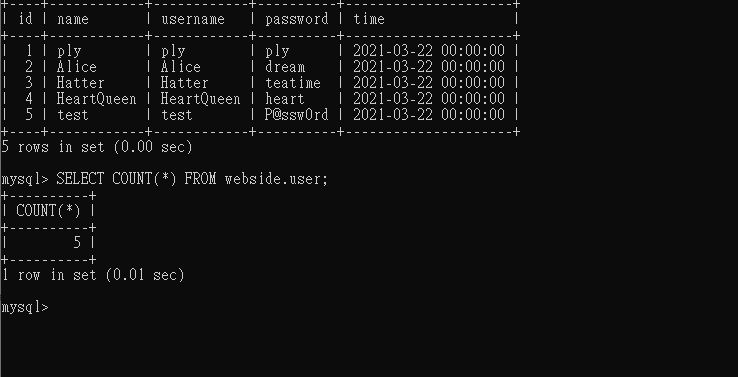 +----+------------+------------+----------+---------------------+
| id | name       | username   | password | time                |
+----+------------+------------+----------+---------------------+
|  1 | ply        | ply        | ply      | 2021-03-22 00:00:00 |
|  2 | Alice      | Alice      | dream    | 2021-03-22 00:00:00 |
|  3 | Hatter     | Hatter     | teatime  | 2021-03-22 00:00:00 |
|  4 | HeartQueen | HeartQueen | heart    | 2021-03-22 00:00:00 |
|  5 | test       | test       | P@ssw0rd | 2021-03-22 00:00:00 |
+----+------------+------------+----------+---------------------+
5 rows in set (0.00 sec)
mysql> SELECT COUNT(*) FROM webside.user;
+----------+
| COUNT(*) |
+----------+
|        5 |
+----------+
1 row in set (0.01 sec)
mysql>